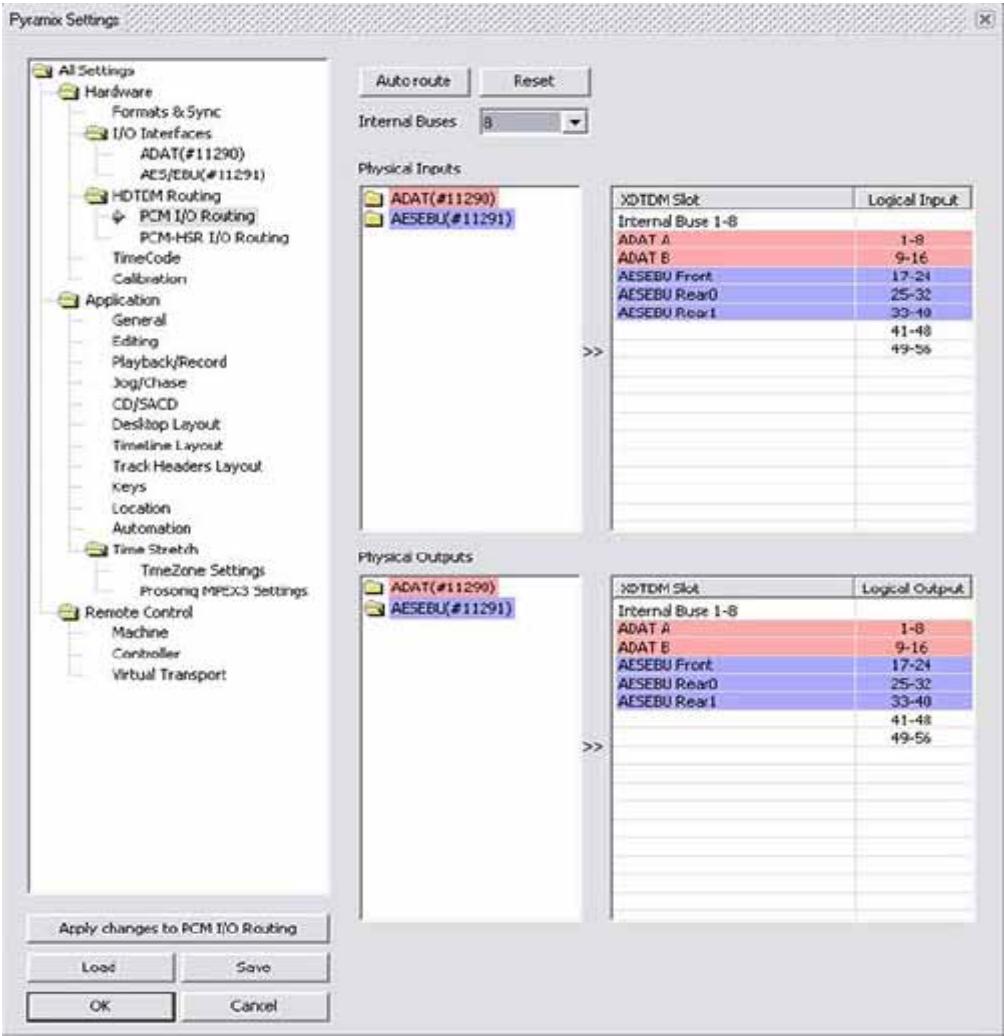 Pyramix Settings
All Settings
Hardware
Formats & Sync
I/O Interfaces
ADAT(#11290)
AES/EBU(#11291)
HDTDM Routing
PCM I/O Routing
PCM-HSR I/O Routing
TimeCode
Calibration
Application
General
Editing
Playback/Record
Jog/Chase
CD/SACD
Desktop Layout
Timeline Layout
Track Headers Layout
Keys
Location
Automation
Time Stretch
TimeZone Settings
Prosoniq MPEX3 Settings
Remote Control
Machine
Controller
Virtual Transport
Apply changes to PCM I/O Routing
Load Save
OK Cancel
Auto route Reset
Internal Buses 8
Physical Inputs
ADAT(#11290)
AESEBU(#11291)
>>
XDTDM Slot Logical Input
Internal Buse 1-8
ADAT A 1-8
ADAT B 9-16
AESEBU Front 17-24
AESEBU Rear0 25-32
AESEBU Rear1 33-40
41-48
49-56
Physical Outputs
ADAT(#11290)
AESEBU(#11291)
>>
XDTDM Slot Logical Output
Internal Buse 1-8
ADAT A 1-8
ADAT B 9-16
AESEBU Front 17-24
AESEBU Rear0 25-32
AESEBU Rear1 33-40
41-48
49-56